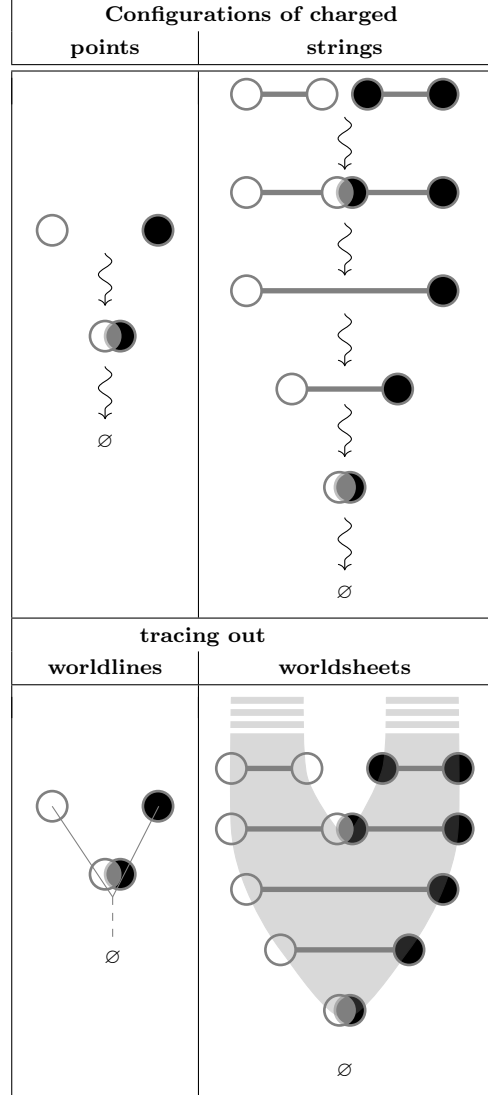 Configurations of charged
points strings
∅
∅
tracing out
worldlines worldsheets
∅
∅